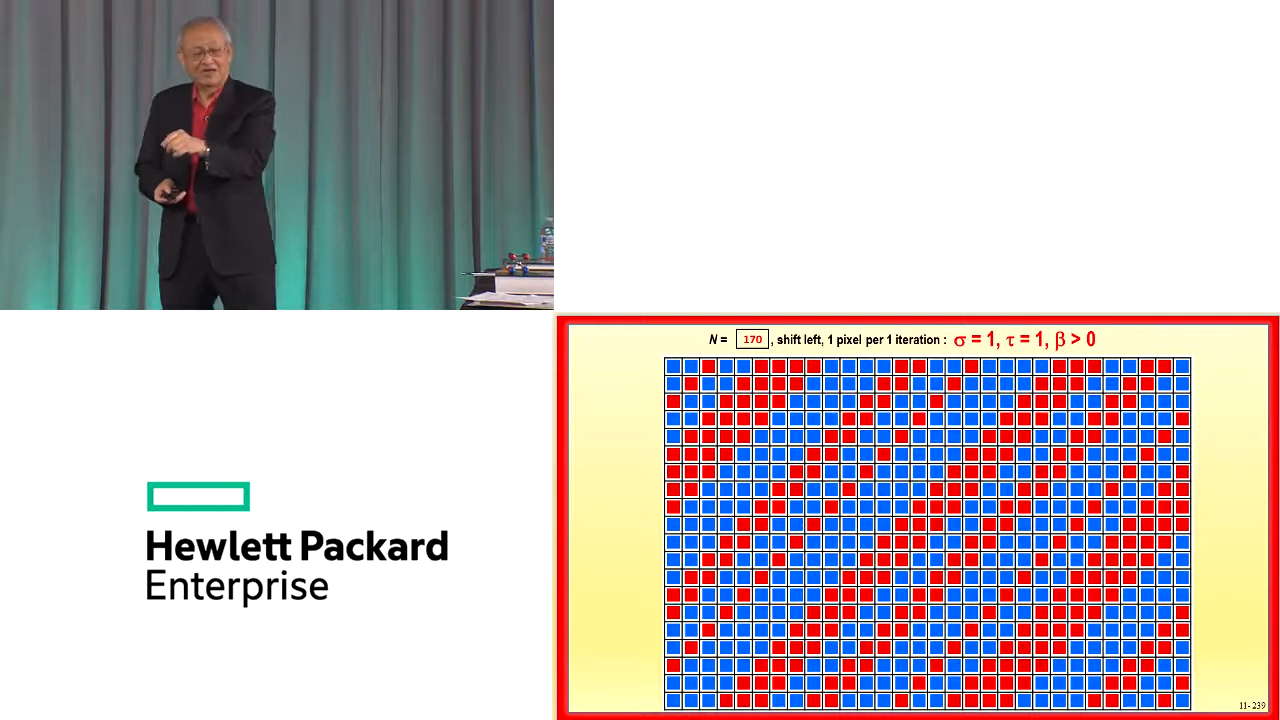 N = 170 , shift left, 1 pixel per 1 iteration : σ = 1, τ = 1, β > 0
Hewlett Packard
Enterprise
11- 239